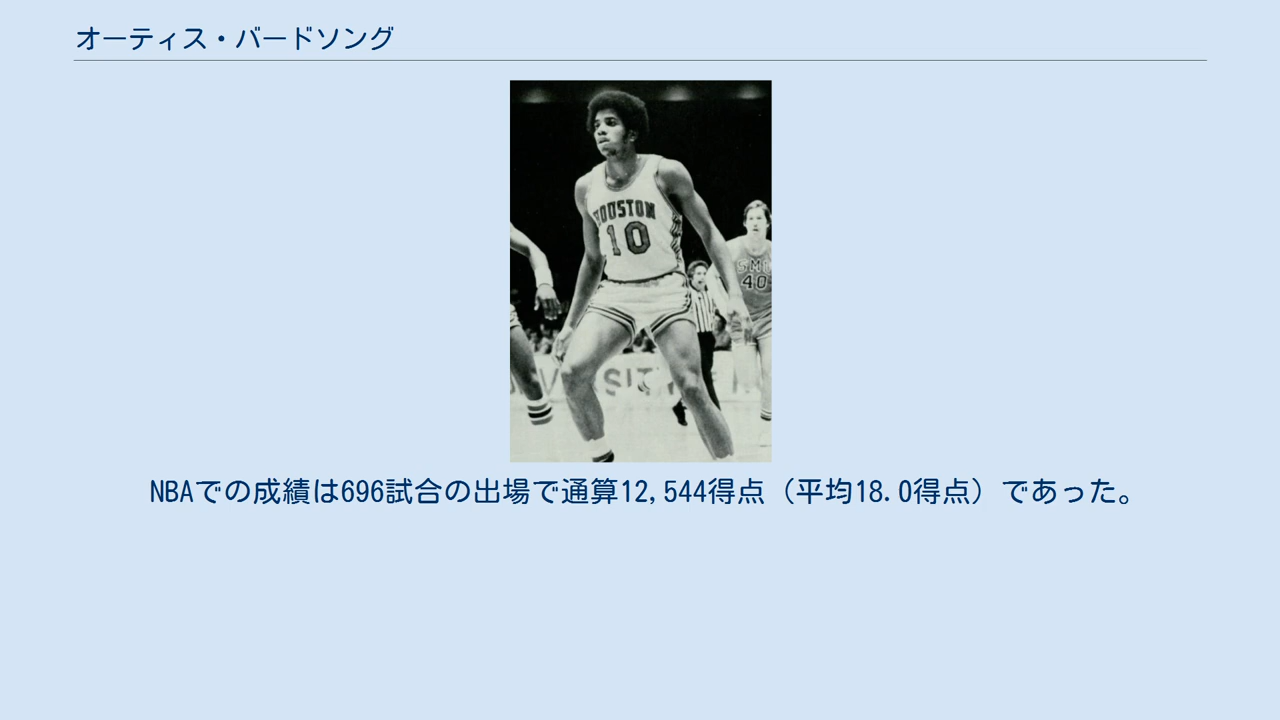 オーティス・バードソング
HOUSTON
10
SMU
40
NBAでの成績は696試合の出場で通算12,544得点（平均18.0得点）であった。